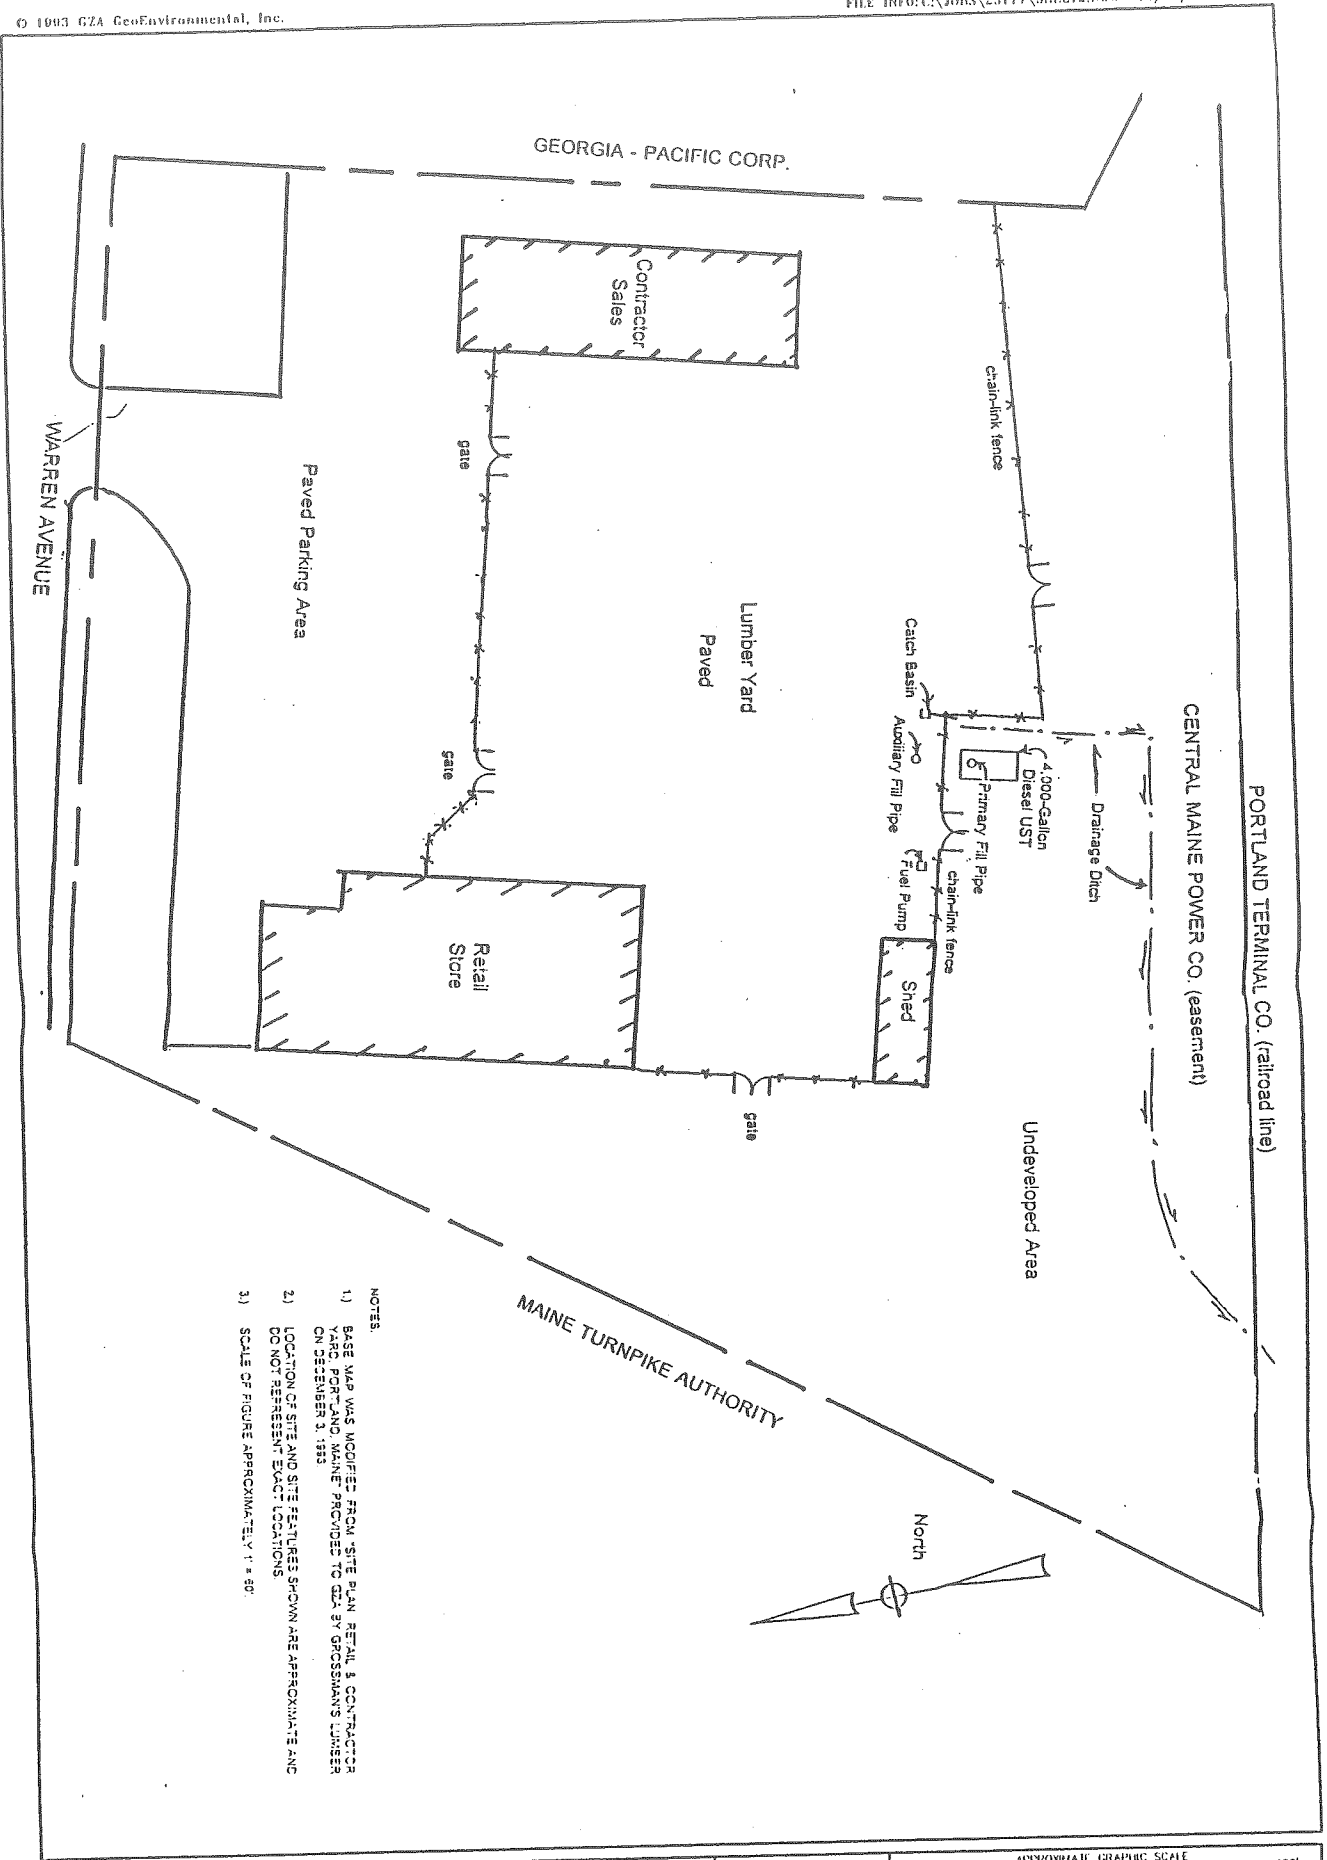 © 1993 GZA GeoEnvironmental, Inc.
GEORGIA - PACIFIC CORP.
PORTLAND TERMINAL CO. (railroad line)
CENTRAL MAINE POWER CO. (easement)
Contractor
Sales
chain-link fence
gate
WARREN AVENUE
Paved Parking Area
Lumber Yard
Paved
Catch Basin
Auxiliary Fill Pipe
4,000-Gallon
Diesel UST
Primary Fill Pipe
Drainage Ditch
Fuel Pump
chain-link fence
gate
Retail
Store
Shed
gate
Undeveloped Area
MAINE TURNPIKE AUTHORITY
North
NOTES:
1.) BASE MAP WAS MODIFIED FROM "SITE PLAN RETAIL & CONTRACTOR
YARD, PORTLAND, MAINE" PROVIDED TO GZA BY GROSSMAN'S LUMBER
ON DECEMBER 3, 1993
2.) LOCATION OF SITE AND SITE FEATURES SHOWN ARE APPROXIMATE AND
DO NOT REPRESENT EXACT LOCATIONS.
3.) SCALE OF FIGURE APPROXIMATELY 1" = 60'.
APPROXIMATE GRAPHIC SCALE